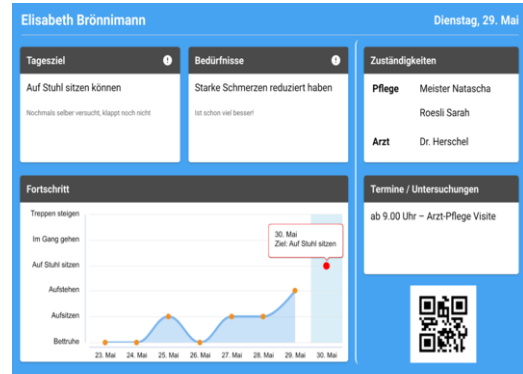 Elisabeth Brönnimann
Dienstag, 29. Mai
Tagesziel
Auf Stuhl sitzen können
Nochmals selber versucht, klappt noch nicht
Bedürfnisse
Starke Schmerzen reduziert haben
Ist schon viel besser!
Zuständigkeiten
Pflege Meister Natascha
Roesli Sarah
Arzt Dr. Herschel
Fortschritt
Treppen steigen
Im Gang gehen
Auf Stuhl sitzen
Aufstehen
Aufsitzen
Bettruhe
30. Mai
Ziel: Auf Stuhl sitzen
23. Mai 24. Mai 25. Mai 26. Mai 27. Mai 28. Mai 29. Mai 30. Mai
Termine / Untersuchungen
ab 9.00 Uhr – Arzt-Pflege Visite